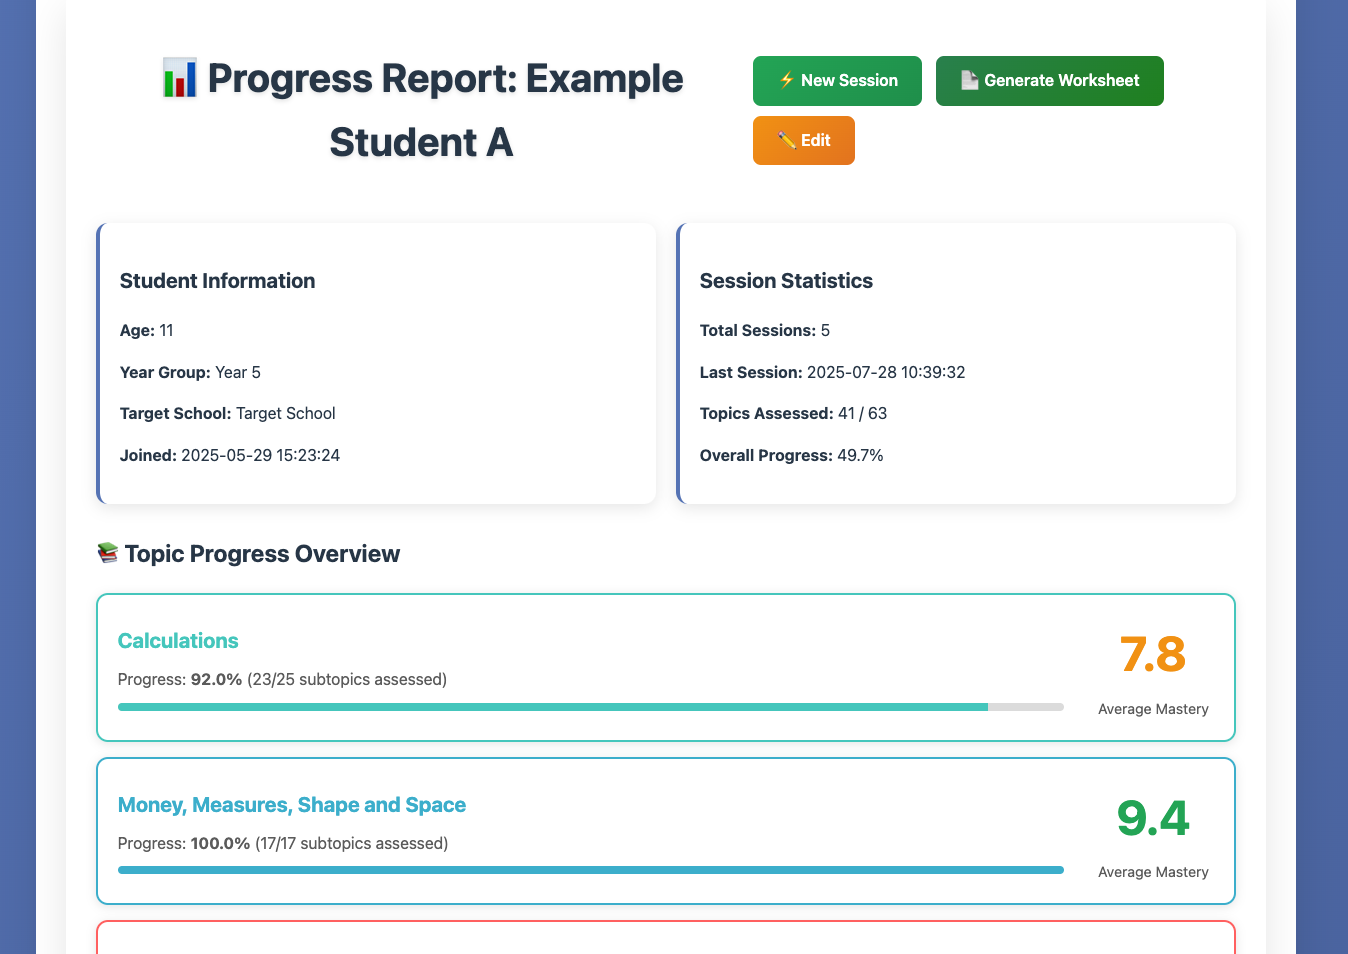 📊 Progress Report: Example
Student A
⚡ New Session
📄 Generate Worksheet
✏️ Edit
Student Information
Age: 11
Year Group: Year 5
Target School: Target School
Joined: 2025-05-29 15:23:24
Session Statistics
Total Sessions: 5
Last Session: 2025-07-28 10:39:32
Topics Assessed: 41 / 63
Overall Progress: 49.7%
📚 Topic Progress Overview
Calculations
Progress: 92.0% (23/25 subtopics assessed)
7.8
Average Mastery
Money, Measures, Shape and Space
Progress: 100.0% (17/17 subtopics assessed)
9.4
Average Mastery